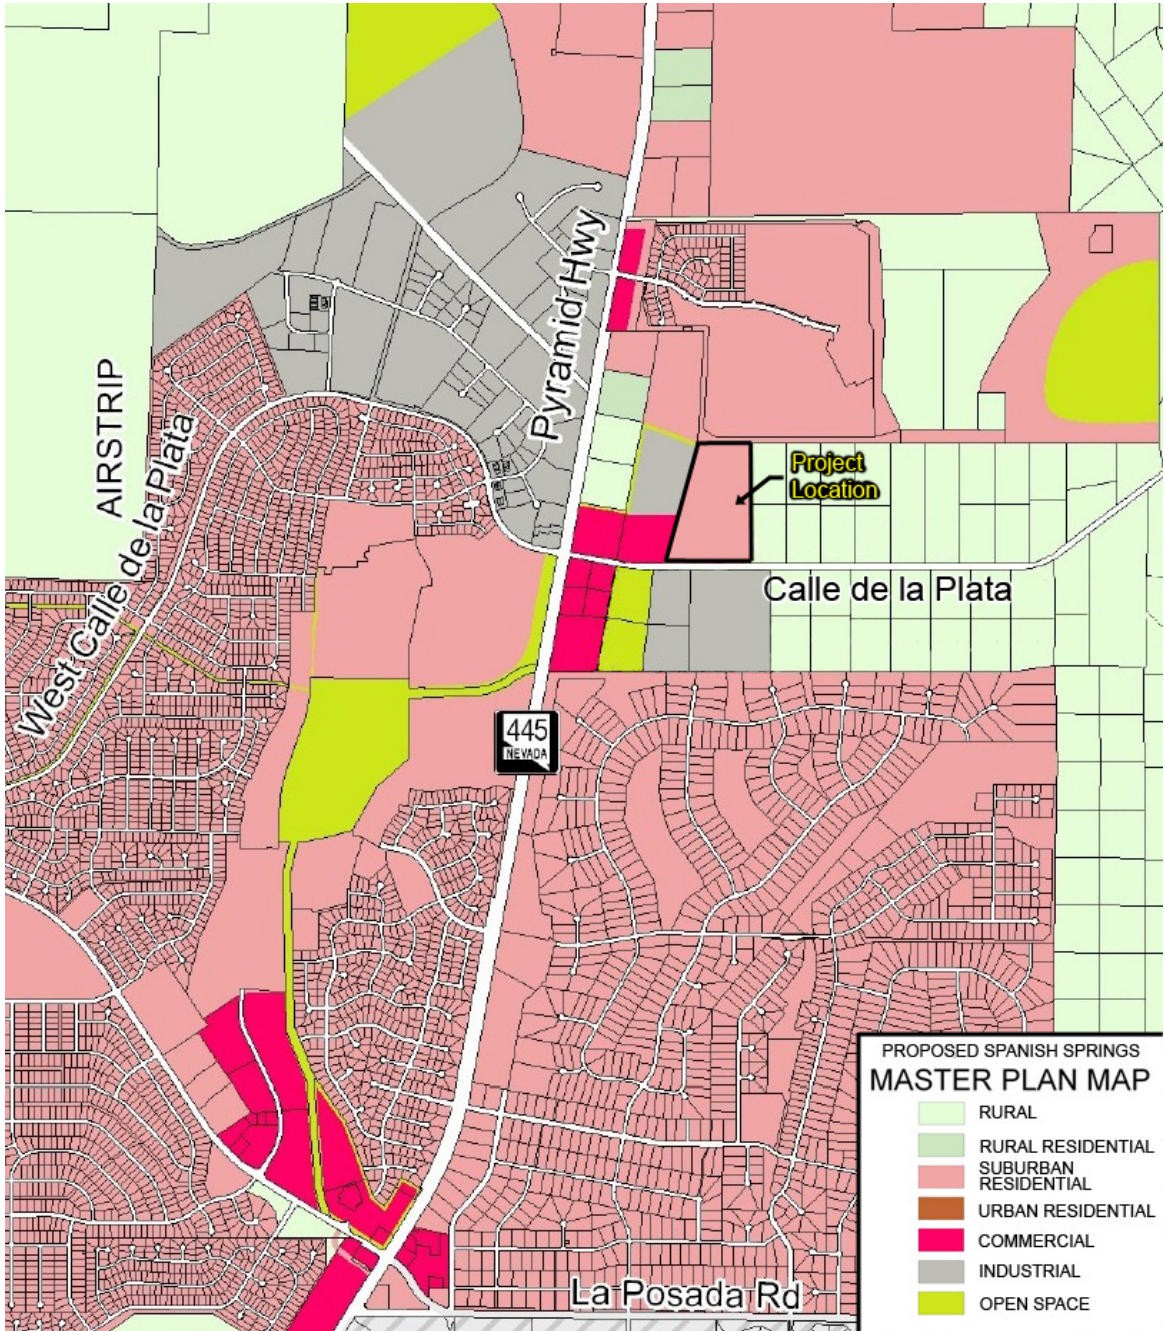 Pyramid Hwy
AIRSTRIP
West Calle de la Plata
Project
Location
Calle de la Plata
445
NEVADA
PROPOSED SPANISH SPRINGS
MASTER PLAN MAP
RURAL
RURAL RESIDENTIAL
SUBURBAN
RESIDENTIAL
URBAN RESIDENTIAL
COMMERCIAL
INDUSTRIAL
OPEN SPACE
La Posada Rd